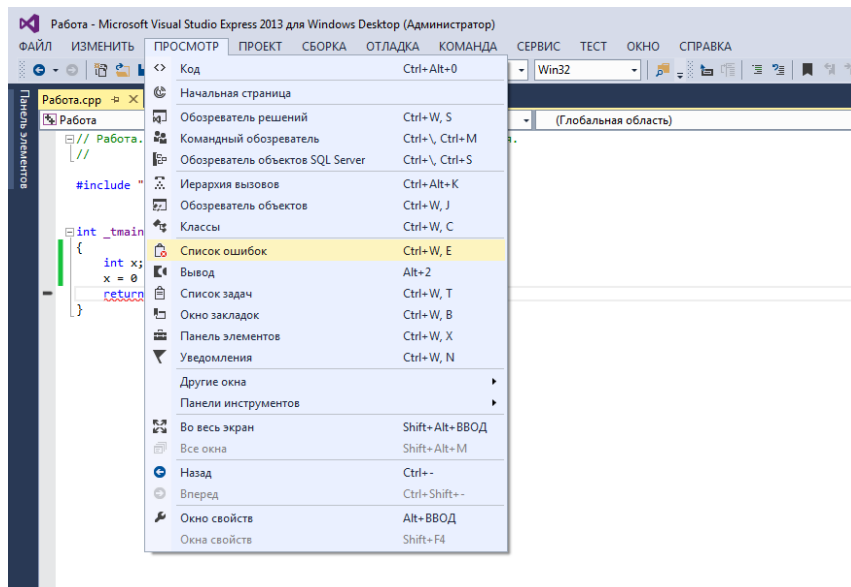 Работа - Microsoft Visual Studio Express 2013 для Windows Desktop (Администратор)
ФАЙЛ ИЗМЕНИТЬ ПРОСМОТР ПРОЕКТ СБОРКА ОТЛАДКА КОМАНДА СЕРВИС ТЕСТ ОКНО СПРАВКА
Win32
Панель элементов
Работа.cpp
Работа (Глобальная область)
// Работа.
//
#include "
int _tmain
{
int x;
x = 0
return
}
Код Ctrl+Alt+0
Начальная страница
Обозреватель решений Ctrl+W, S
Командный обозреватель Ctrl+\, Ctrl+M
Обозреватель объектов SQL Server Ctrl+\, Ctrl+S
Иерархия вызовов Ctrl+Alt+K
Обозреватель объектов Ctrl+W, J
Классы Ctrl+W, C
Список ошибок Ctrl+W, E
Вывод Alt+2
Список задач Ctrl+W, T
Окно закладок Ctrl+W, B
Панель элементов Ctrl+W, X
Уведомления Ctrl+W, N
Другие окна
Панели инструментов
Во весь экран Shift+Alt+ВВОД
Все окна Shift+Alt+M
Назад Ctrl+-
Вперед Ctrl+Shift+-
Окно свойств Alt+ВВОД
Окна свойств Shift+F4